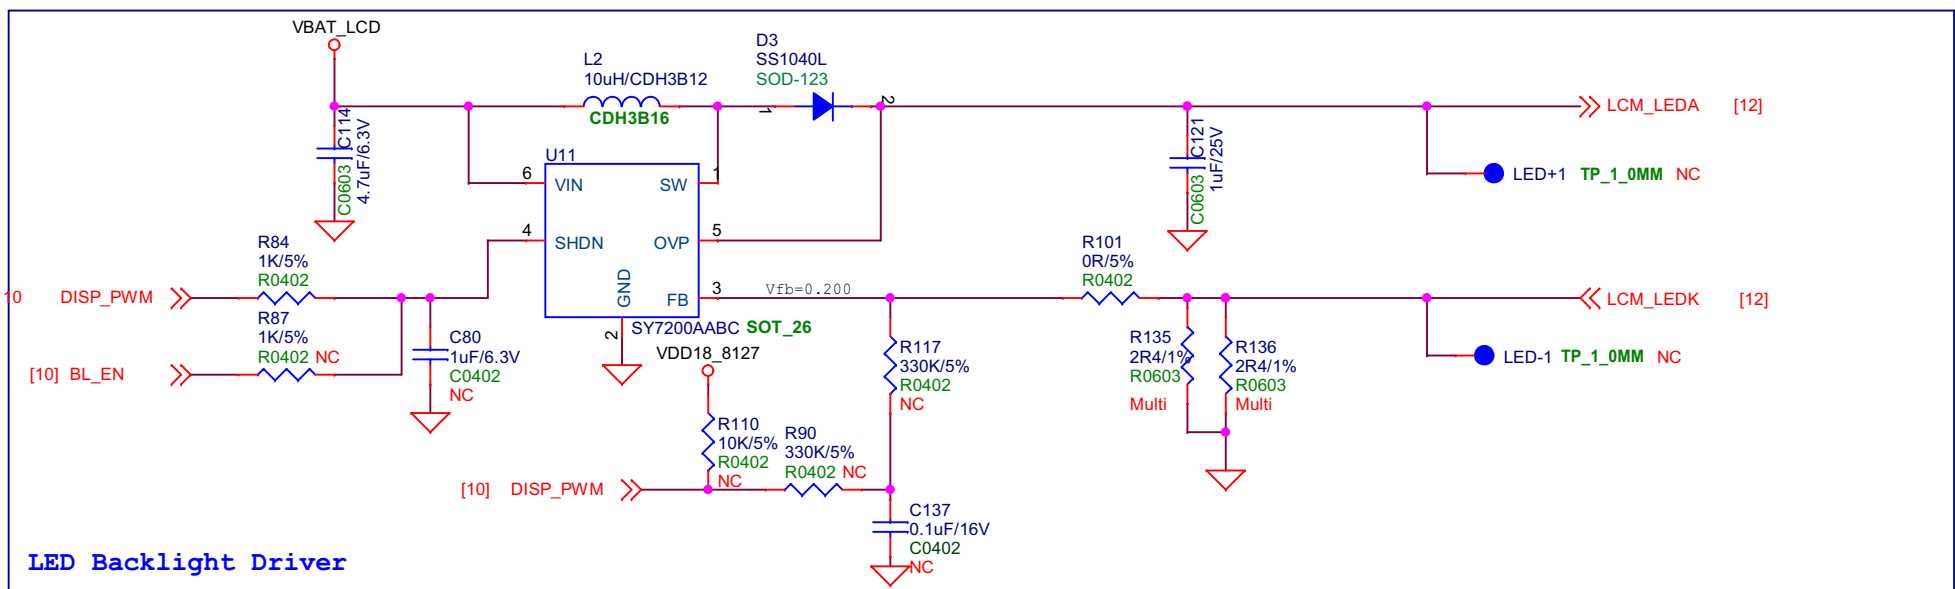 VBAT_LCD
L2
10uH/CDH3B12
CDH3B16
D3
SS1040L
SOD-123
1
2
C114
4.7uF/6.3V
C0603
U11
6
VIN
SW
1
4
SHDN
OVP
5
GND
2
FB
3
Vfb=0.200
SY7200AABC SOT_26
C121
1uF/25V
C0603
LCM_LEDA [12]
LED+1 TP_1_0MM NC
R84
1K/5%
R0402
10 DISP_PWM
R87
1K/5%
R0402 NC
[10] BL_EN
C80
1uF/6.3V
C0402
NC
VDD18_8127
R110
10K/5%
R0402
NC
R90
330K/5%
R0402 NC
[10] DISP_PWM
R117
330K/5%
R0402
NC
C137
0.1uF/16V
C0402
NC
R101
0R/5%
R0402
LCM_LEDK [12]
R135
2R4/1%
R0603
Multi
R136
2R4/1%
R0603
Multi
LED-1 TP_1_0MM NC
LED Backlight Driver